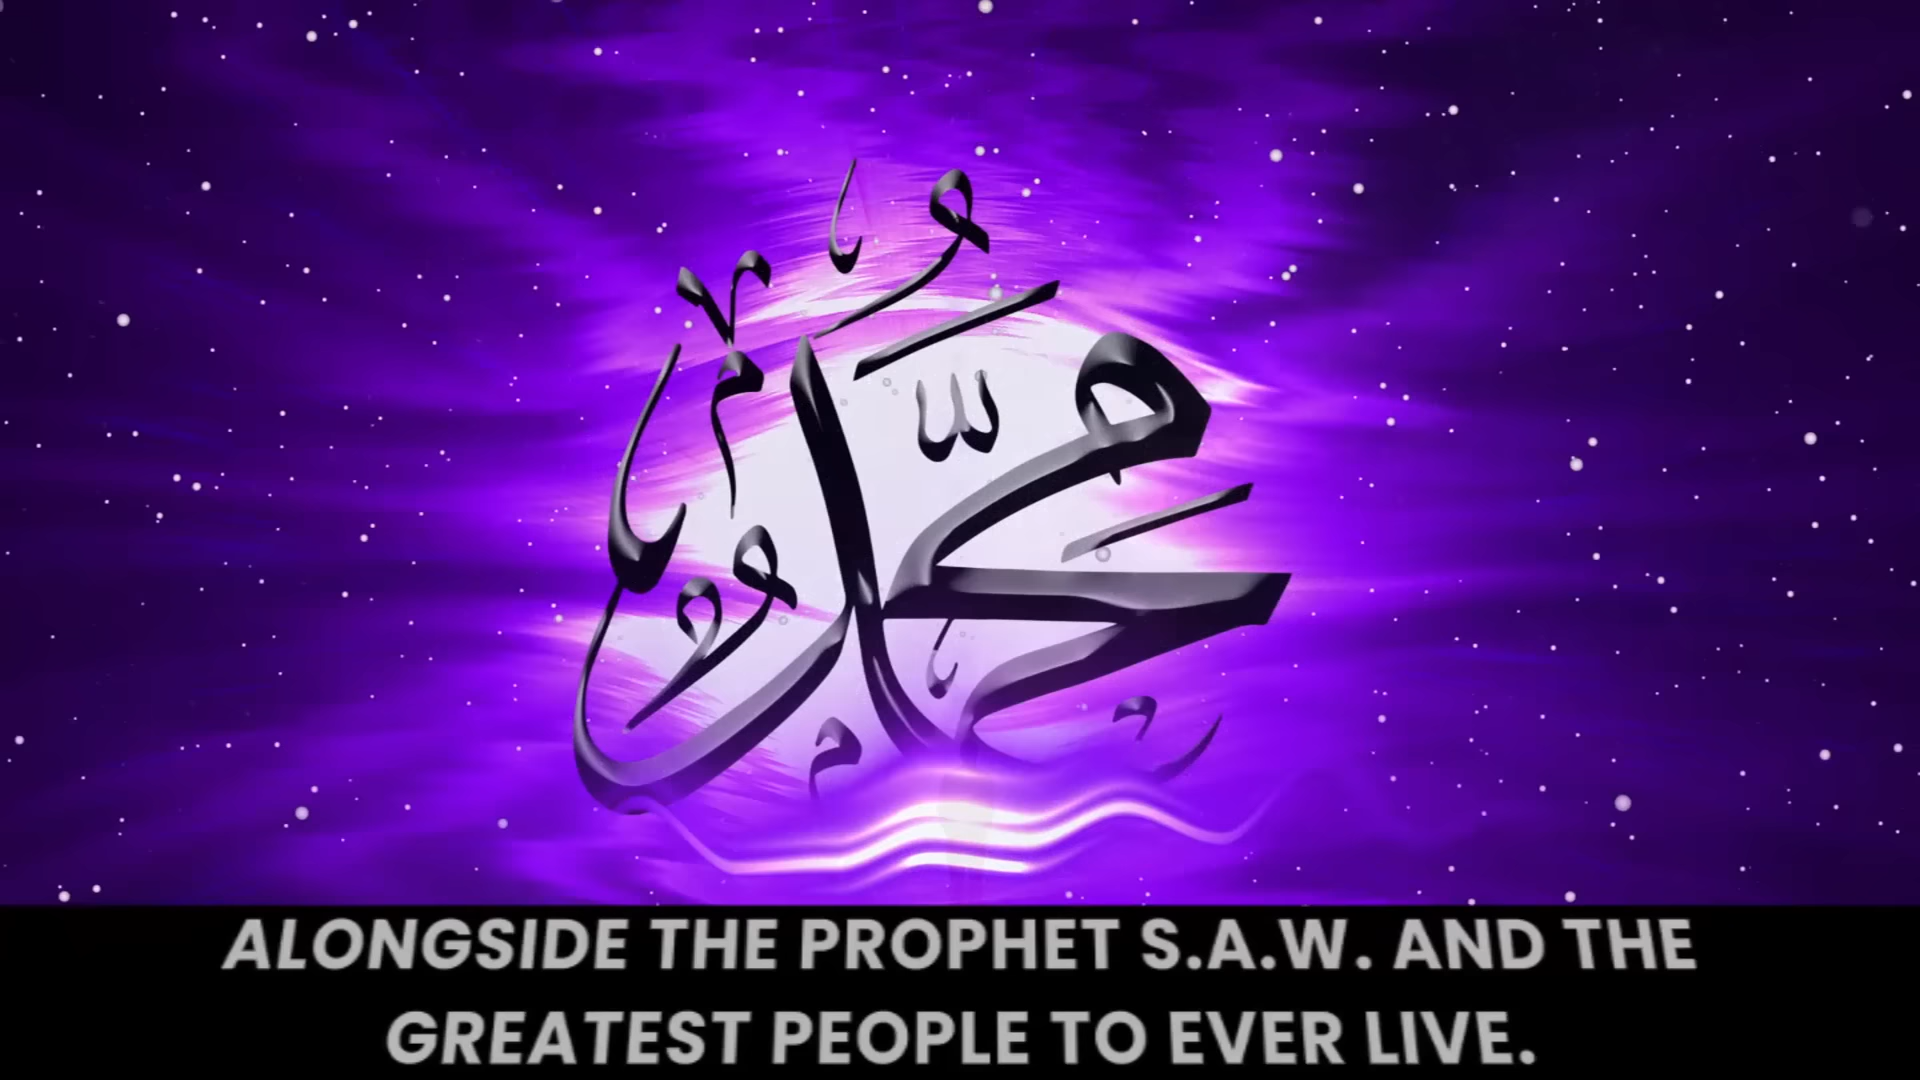 محمد
ALONGSIDE THE PROPHET S.A.W. AND THE
GREATEST PEOPLE TO EVER LIVE.